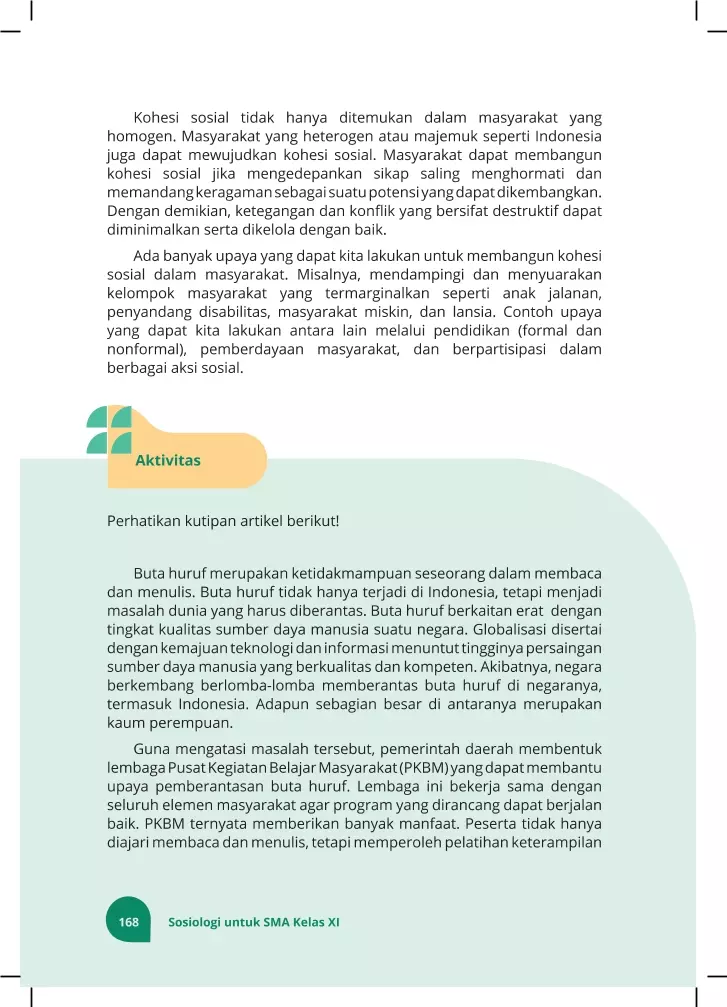 Kohesi sosial tidak hanya ditemukan dalam masyarakat yang
homogen. Masyarakat yang heterogen atau majemuk seperti Indonesia
juga dapat mewujudkan kohesi sosial. Masyarakat dapat membangun
kohesi sosial jika mengedepankan sikap saling menghormati dan
memandang keragaman sebagai suatu potensi yang dapat dikembangkan.
Dengan demikian, ketegangan dan konflik yang bersifat destruktif dapat
diminimalkan serta dikelola dengan baik.
Ada banyak upaya yang dapat kita lakukan untuk membangun kohesi
sosial dalam masyarakat. Misalnya, mendampingi dan menyuarakan
kelompok masyarakat yang termarginalkan seperti anak jalanan,
penyandang disabilitas, masyarakat miskin, dan lansia. Contoh upaya
yang dapat kita lakukan antara lain melalui pendidikan (formal dan
nonformal), pemberdayaan masyarakat, dan berpartisipasi dalam
berbagai aksi sosial.
Aktivitas
Perhatikan kutipan artikel berikut!
Buta huruf merupakan ketidakmampuan seseorang dalam membaca
dan menulis. Buta huruf tidak hanya terjadi di Indonesia, tetapi menjadi
masalah dunia yang harus diberantas. Buta huruf berkaitan erat dengan
tingkat kualitas sumber daya manusia suatu negara. Globalisasi disertai
dengan kemajuan teknologi dan informasi menuntut tingginya persaingan
sumber daya manusia yang berkualitas dan kompeten. Akibatnya, negara
berkembang berlomba-lomba memberantas buta huruf di negaranya,
termasuk Indonesia. Adapun sebagian besar di antaranya merupakan
kaum perempuan.
Guna mengatasi masalah tersebut, pemerintah daerah membentuk
lembaga Pusat Kegiatan Belajar Masyarakat (PKBM) yang dapat membantu
upaya pemberantasan buta huruf. Lembaga ini bekerja sama dengan
seluruh elemen masyarakat agar program yang dirancang dapat berjalan
baik. PKBM ternyata memberikan banyak manfaat. Peserta tidak hanya
diajari membaca dan menulis, tetapi memperoleh pelatihan keterampilan
168 Sosiologi untuk SMA Kelas XI